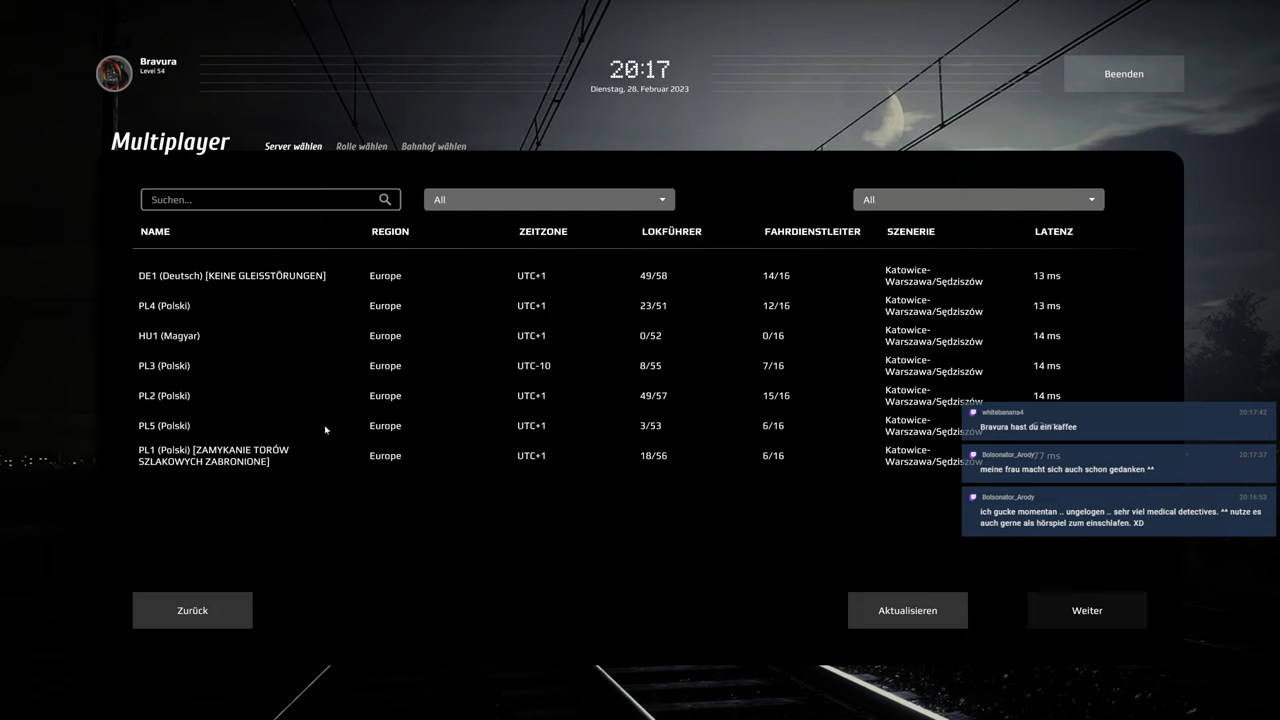 Bravura
Level 54
20:17
Dienstag, 28. Februar 2023
Beenden
Multiplayer
Server wählen
Rolle wählen
Bahnhof wählen
Suchen...
All
All
NAME REGION ZEITZONE LOKFÜHRER FAHRDIENSTLEITER SZENERIE LATENZ
DE1 (Deutsch) [KEINE GLEISSTÖRUNGEN] Europe UTC+1 49/58 14/16 Katowice-
Warszawa/Sędziszów 13 ms
PL4 (Polski) Europe UTC+1 23/51 12/16 Katowice-
Warszawa/Sędziszów 13 ms
HU1 (Magyar) Europe UTC+1 0/52 0/16 Katowice-
Warszawa/Sędziszów 14 ms
PL3 (Polski) Europe UTC-10 8/55 7/16 Katowice-
Warszawa/Sędziszów 14 ms
PL2 (Polski) Europe UTC+1 49/57 15/16 Katowice-
Warszawa/Sędziszów 14 ms
PL5 (Polski) Europe UTC+1 3/53 6/16 Katowice-
Warszawa/Sędziszów
PL1 (Polski) [ZAMYKANIE TORÓW
SZLAKOWYCH ZABRONIONE] Europe UTC+1 18/56 6/16 Katowice-
Warszawa/Sędziszów 77 ms
whitebanana4 20:17:42
Bravura hast du ein kaffee
Bolsonator_Arody 20:17:37
meine frau macht sich auch schon gedanken ^^
Bolsonator_Arody 20:16:53
ich gucke momentan .. ungelogen .. sehr viel medical detectives. ^^ nutze es
auch gerne als hörspiel zum einschlafen. XD
Zurück
Aktualisieren
Weiter